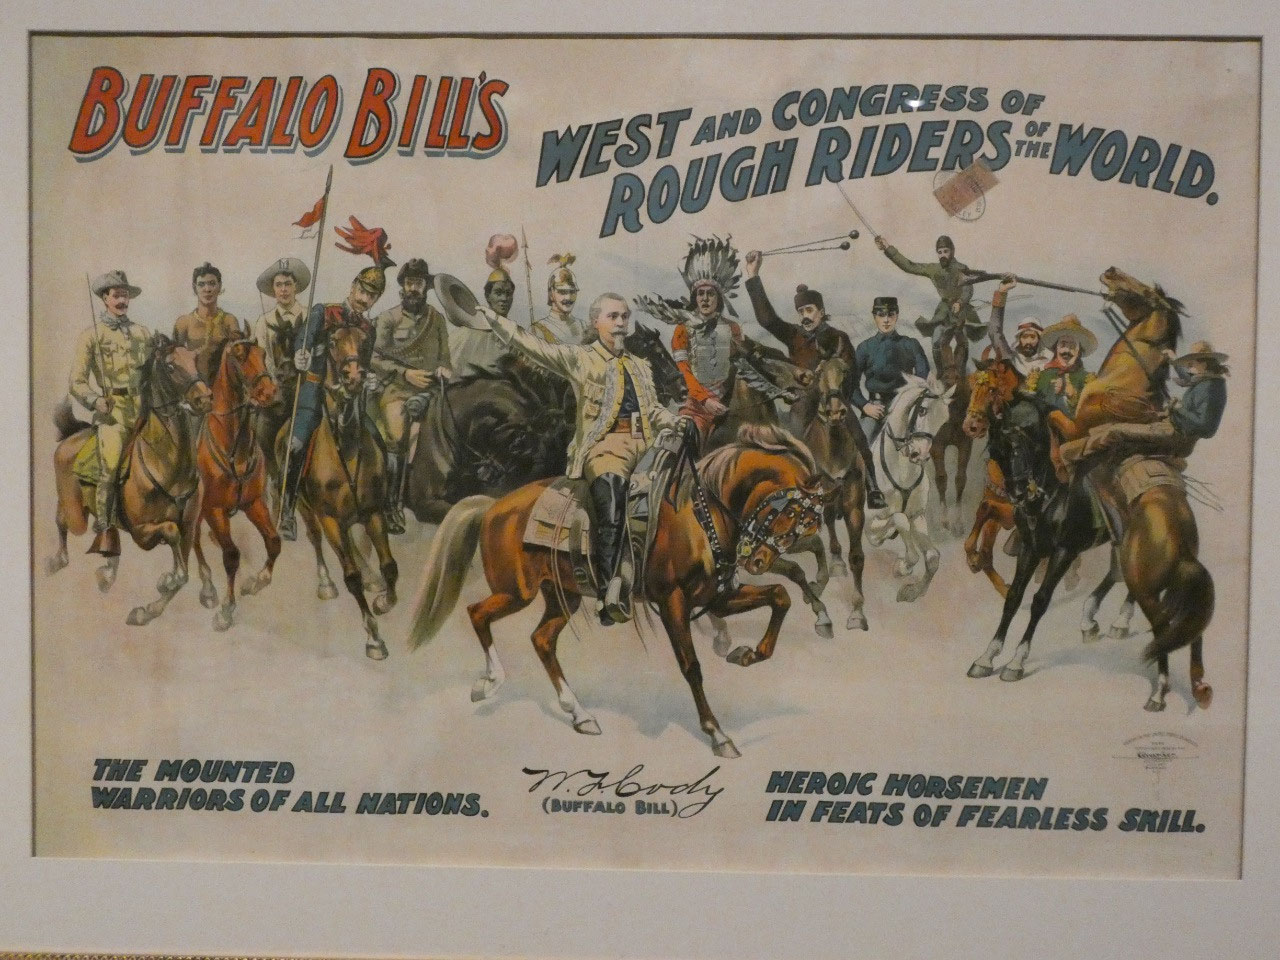 BUFFALO BILL'S
WEST AND CONGRESS OF
ROUGH RIDERS OF THE WORLD.
THE MOUNTED
WARRIORS OF ALL NATIONS.
W. F. Cody
(BUFFALO BILL)
HEROIC HORSEMEN
IN FEATS OF FEARLESS SKILL.